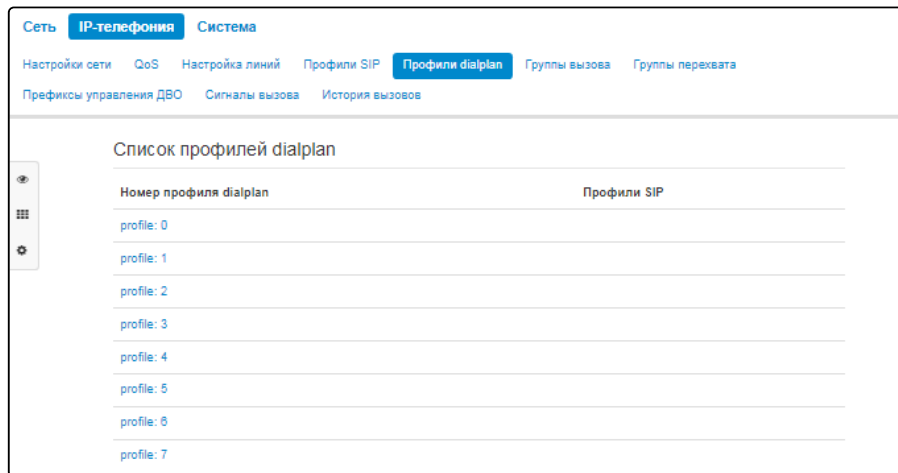 Сеть IP-телефония Система
Настройки сети QoS Настройка линий Профили SIP Профили dialplan Группы вызова Группы перехвата
Префиксы управления ДВО Сигналы вызова История вызовов
Список профилей dialplan
Номер профиля dialplan Профили SIP
profile: 0
profile: 1
profile: 2
profile: 3
profile: 4
profile: 5
profile: 6
profile: 7